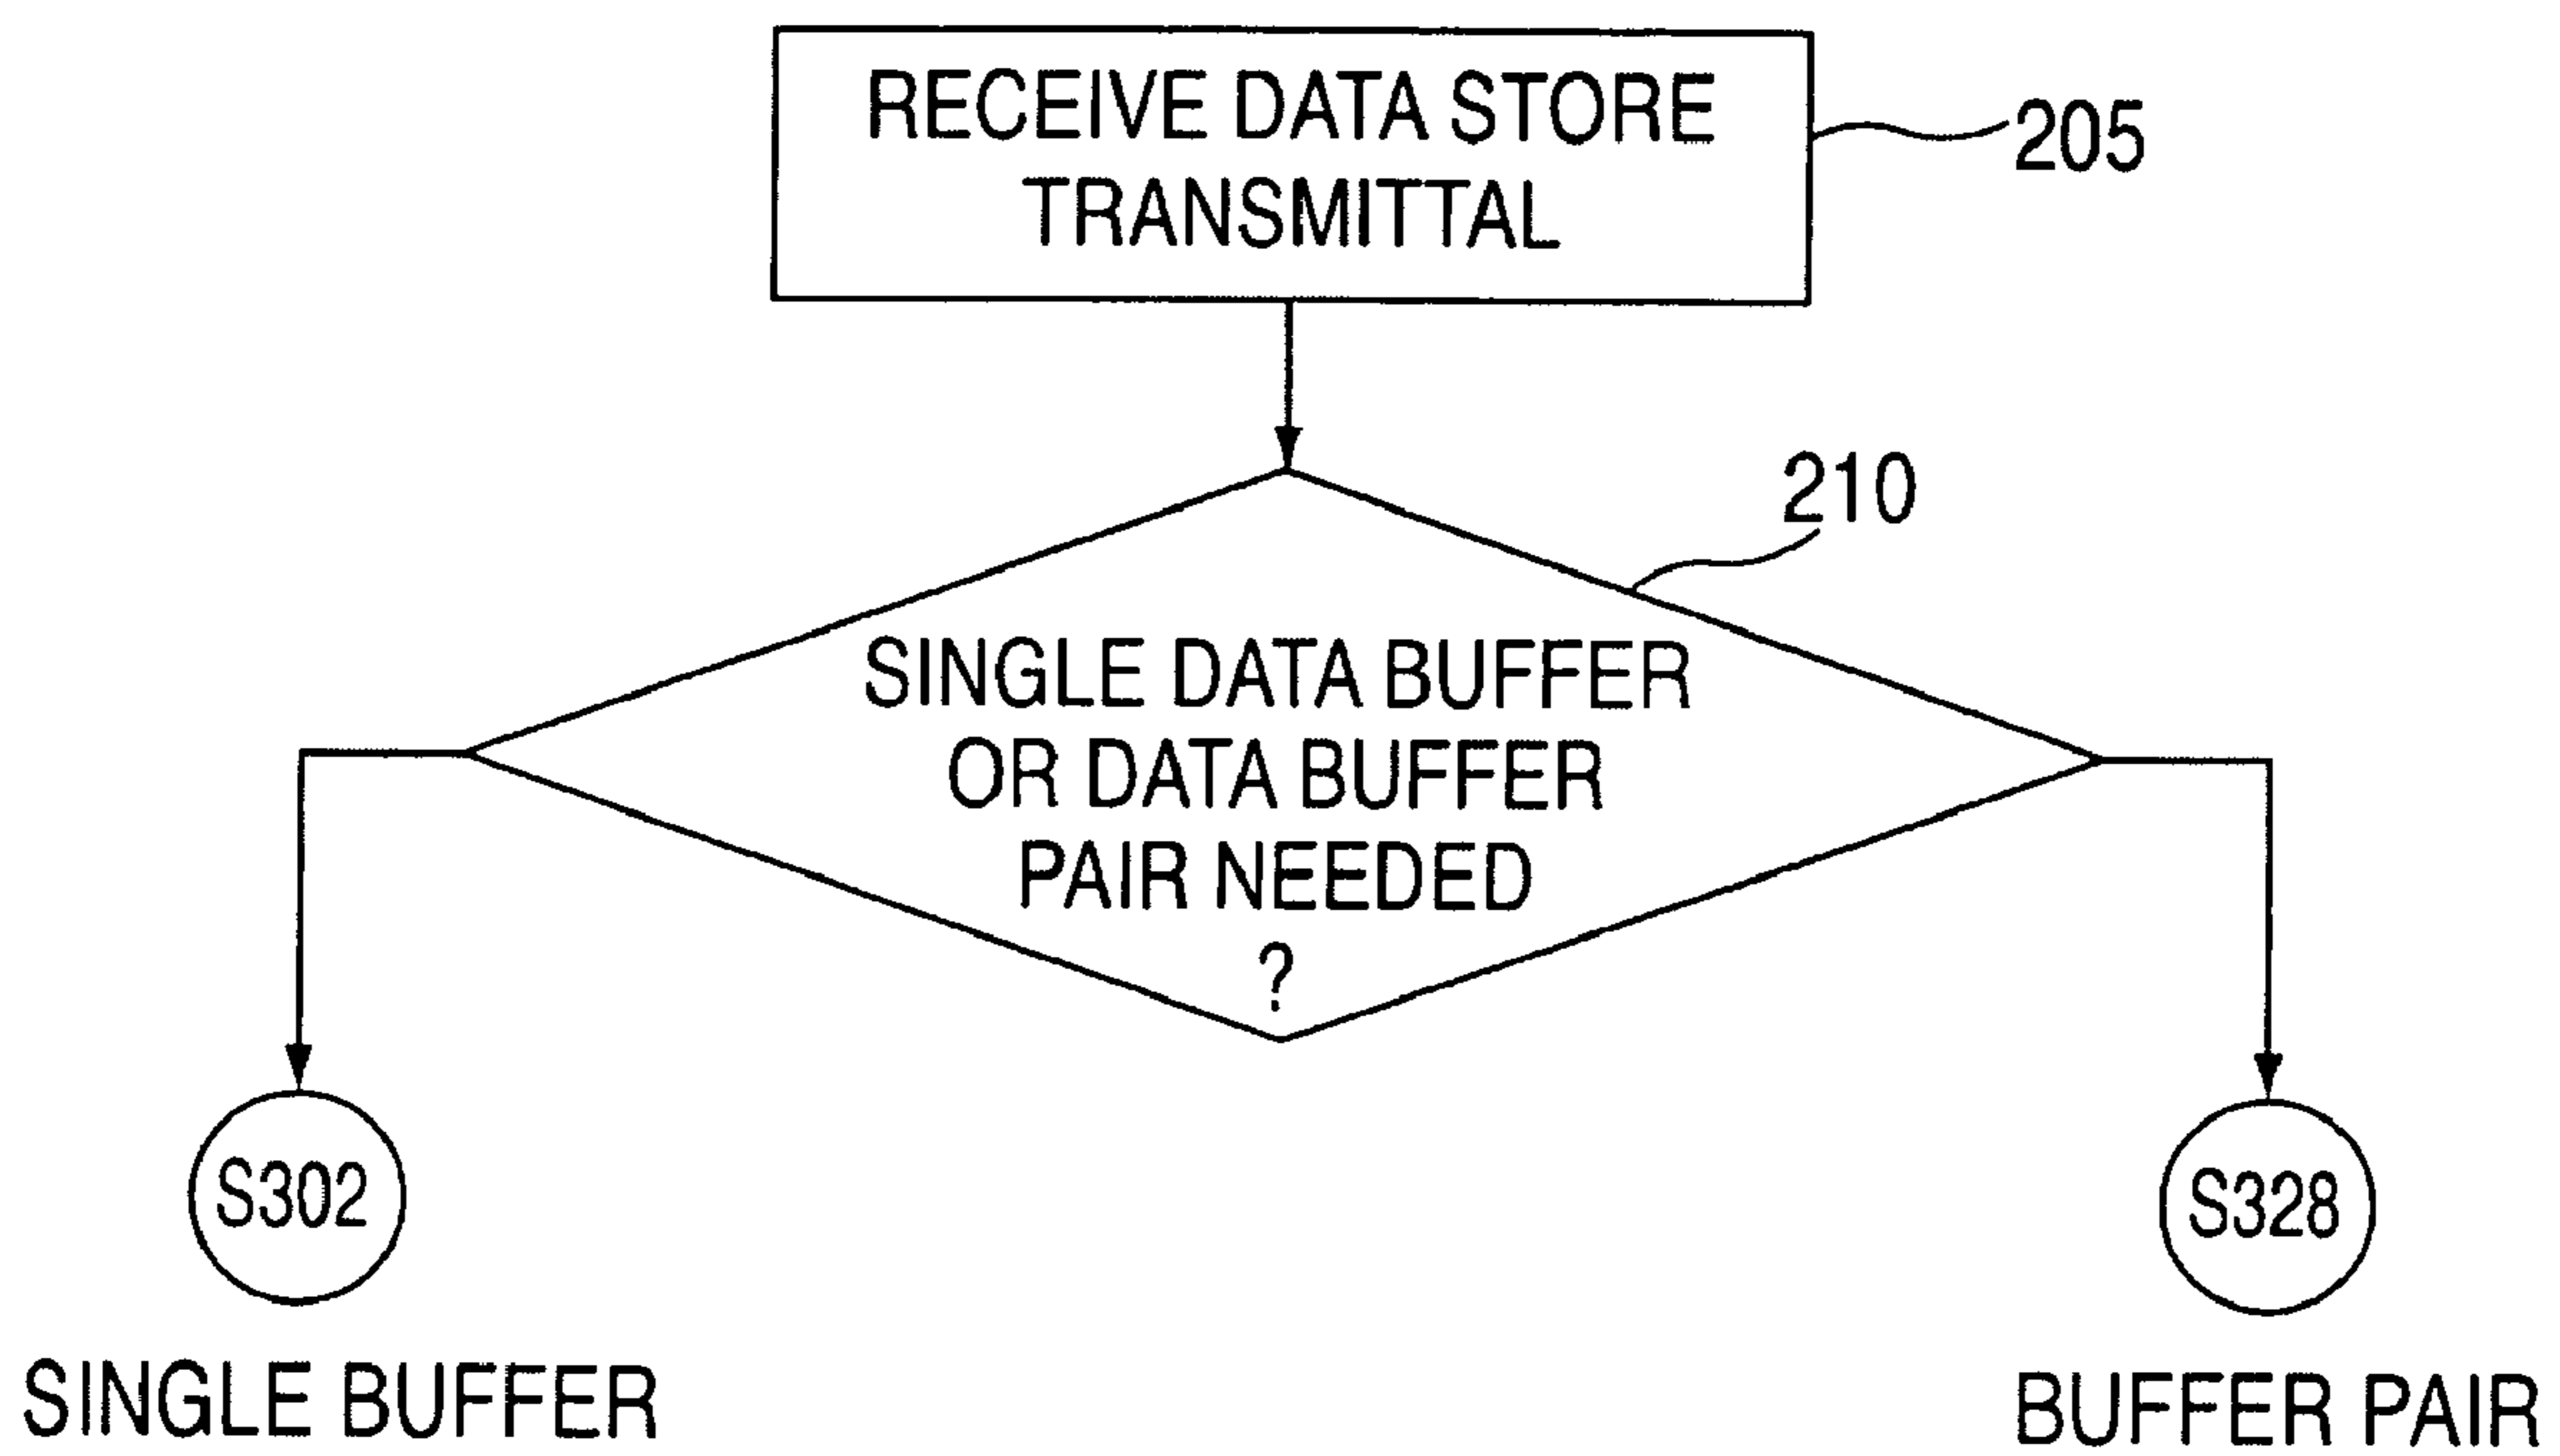 RECEIVE DATA STORE
TRANSMITTAL
205
210
SINGLE DATA BUFFER
OR DATA BUFFER
PAIR NEEDED
?
S302
S328
SINGLE BUFFER
BUFFER PAIR